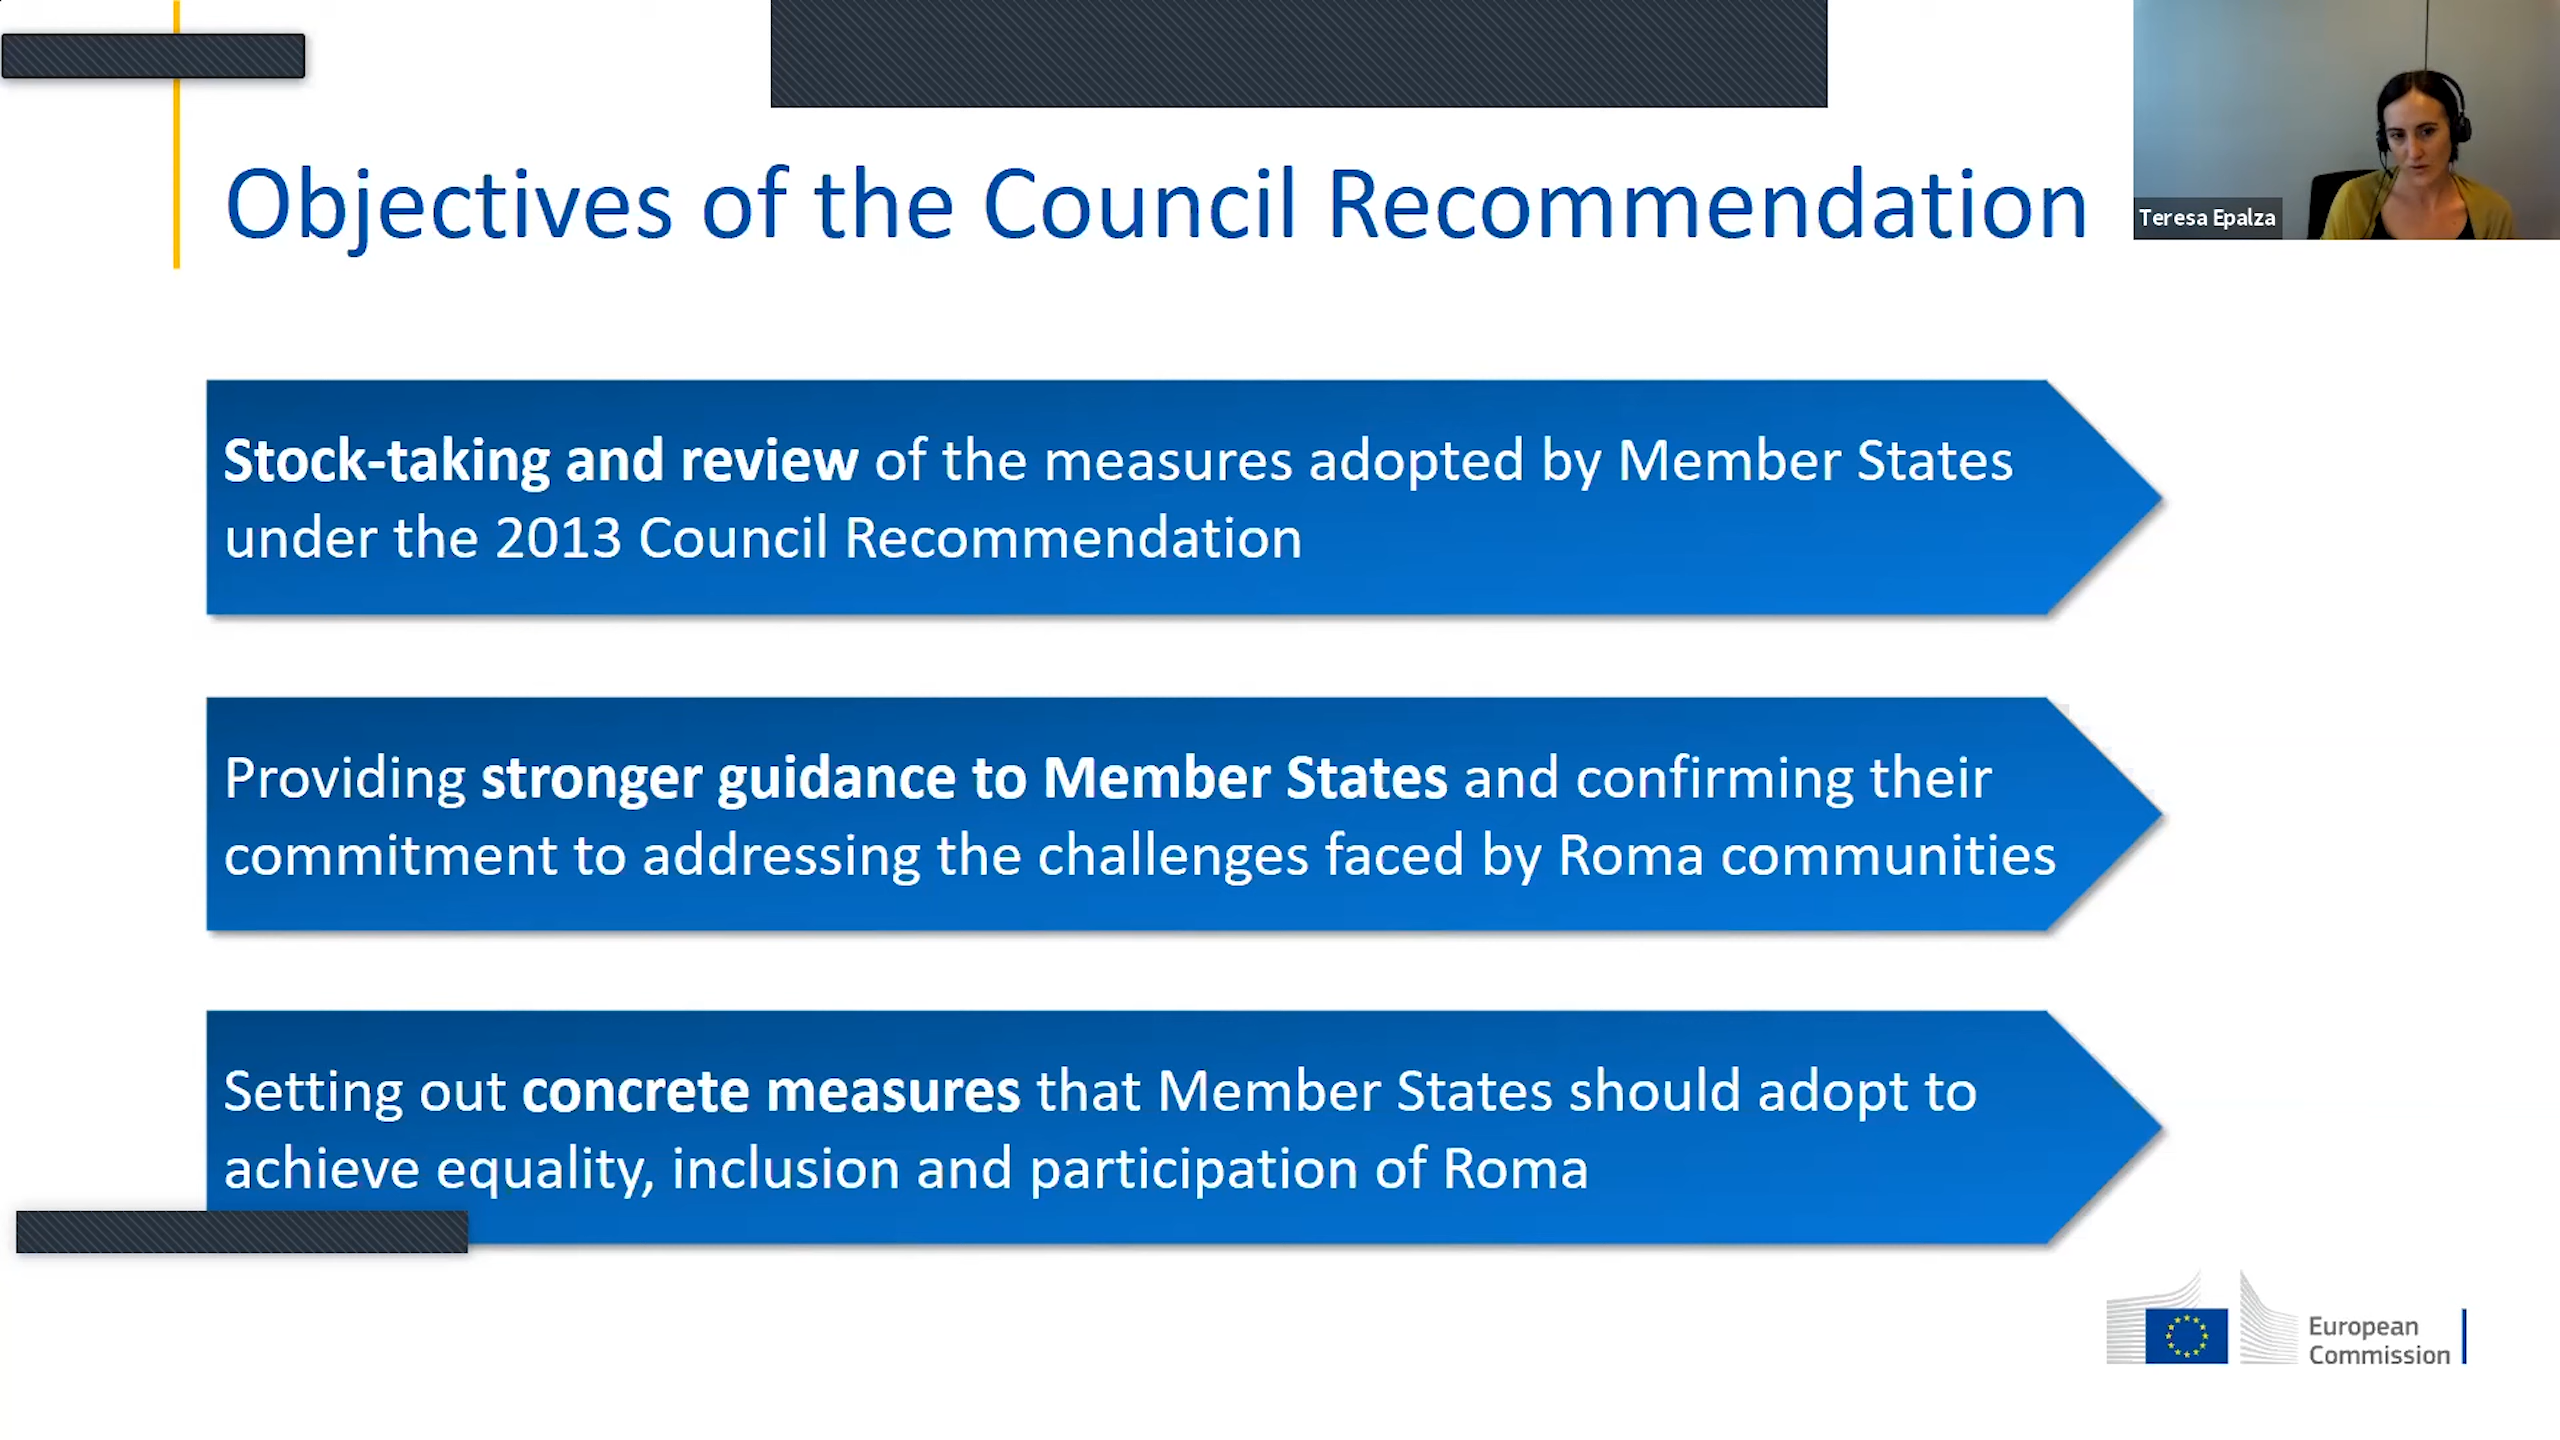 Objectives of the Council Recommendation
Teresa Epalza
Stock-taking and review of the measures adopted by Member States
under the 2013 Council Recommendation
Providing stronger guidance to Member States and confirming their
commitment to addressing the challenges faced by Roma communities
Setting out concrete measures that Member States should adopt to
achieve equality, inclusion and participation of Roma
European
Commission